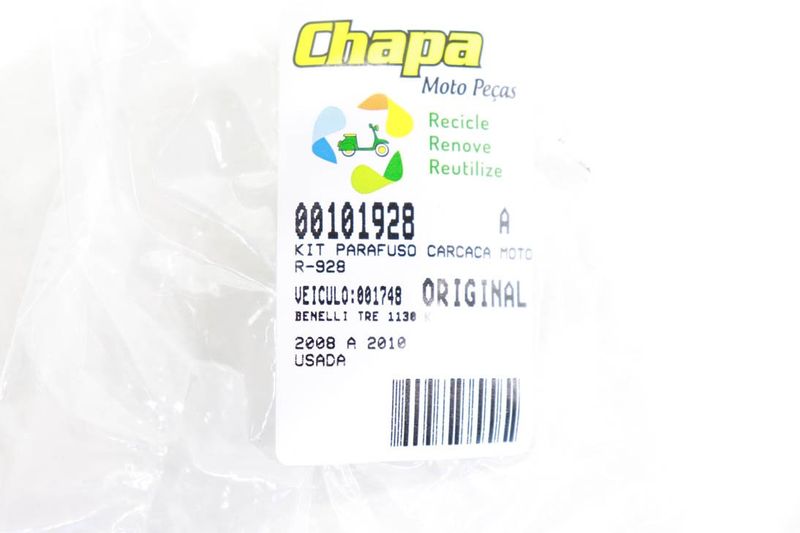 Chapa
Moto Peças
Recicle
Renove
Reutilize
00101928 A
KIT PARAFUSO CARCACA MOTO
R-928
VEICULO:001748 ORIGINAL
BENELLI TRE 1130 K
2008 A 2010
USADA